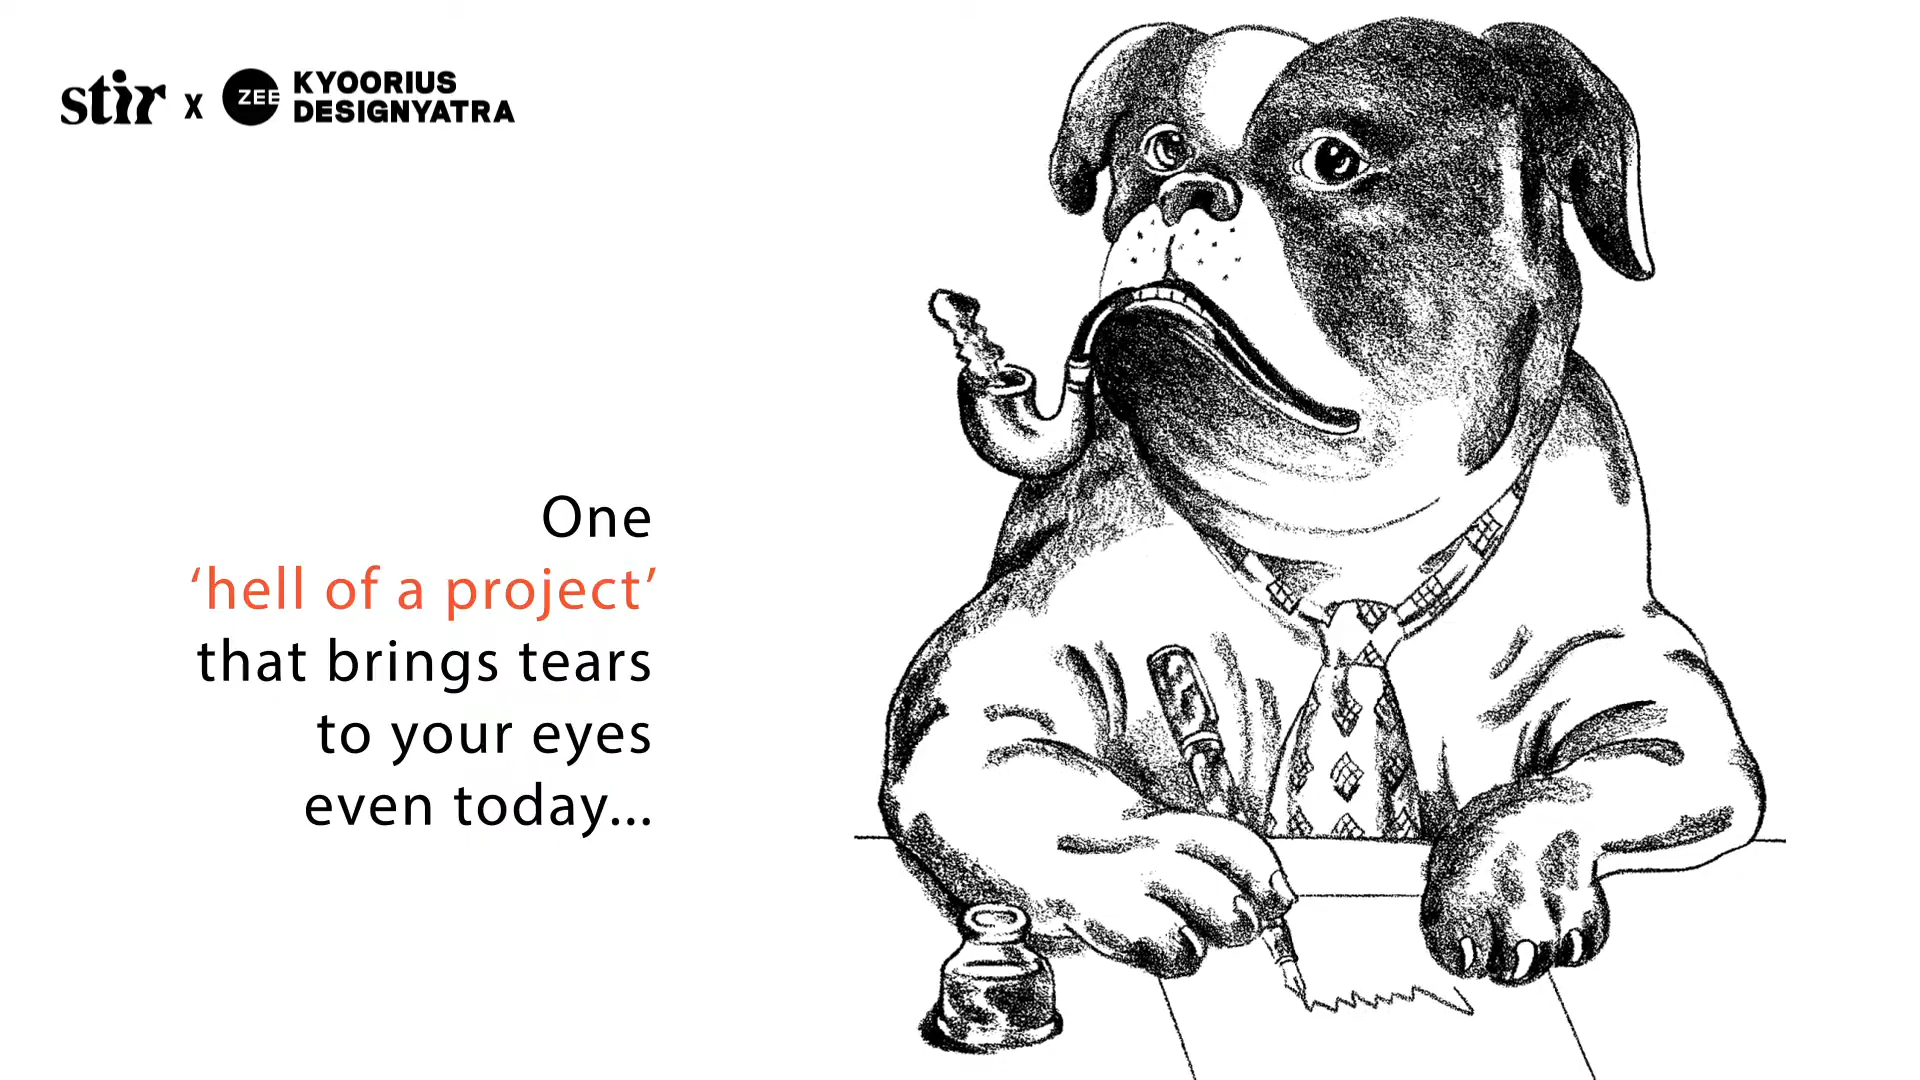 stir x ZEE KYOORIUS
DESIGNYATRA
One
‘hell of a project’
that brings tears
to your eyes
even today...